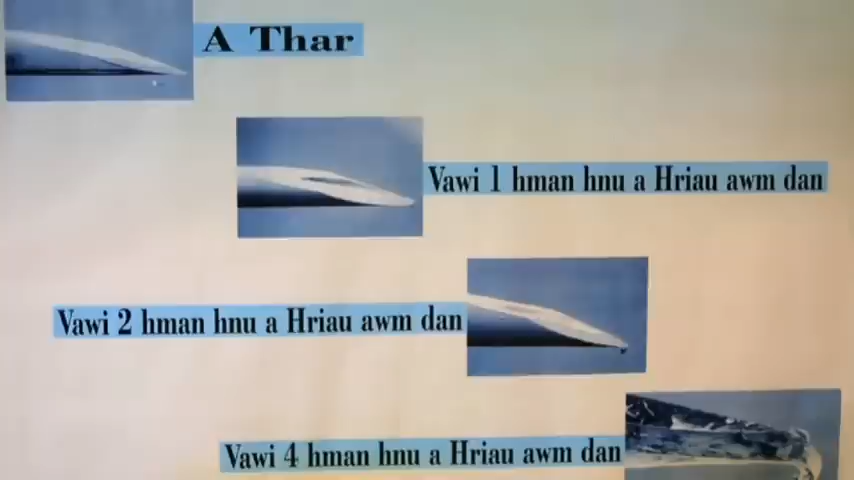 A Thar
Vawi 1 hman hnu a Hriau awm dan
Vawi 2 hman hnu a Hriau awm dan
Vawi 4 hman hnu a Hriau awm dan